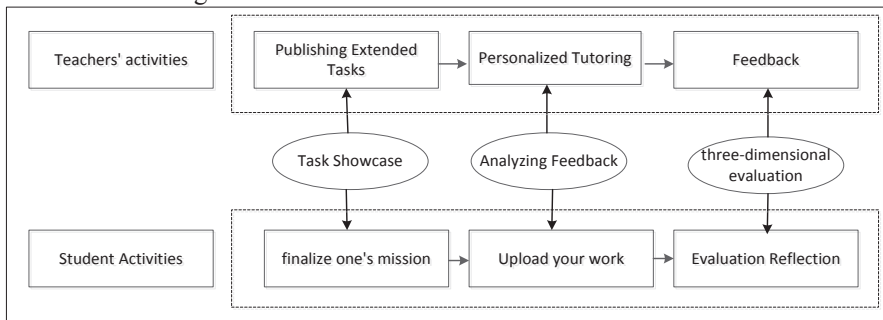 Teachers' activities
Publishing Extended
Tasks
Personalized Tutoring
Feedback
Task Showcase
Analyzing Feedback
three-dimensional
evaluation
Student Activities
finalize one's mission
Upload your work
Evaluation Reflection